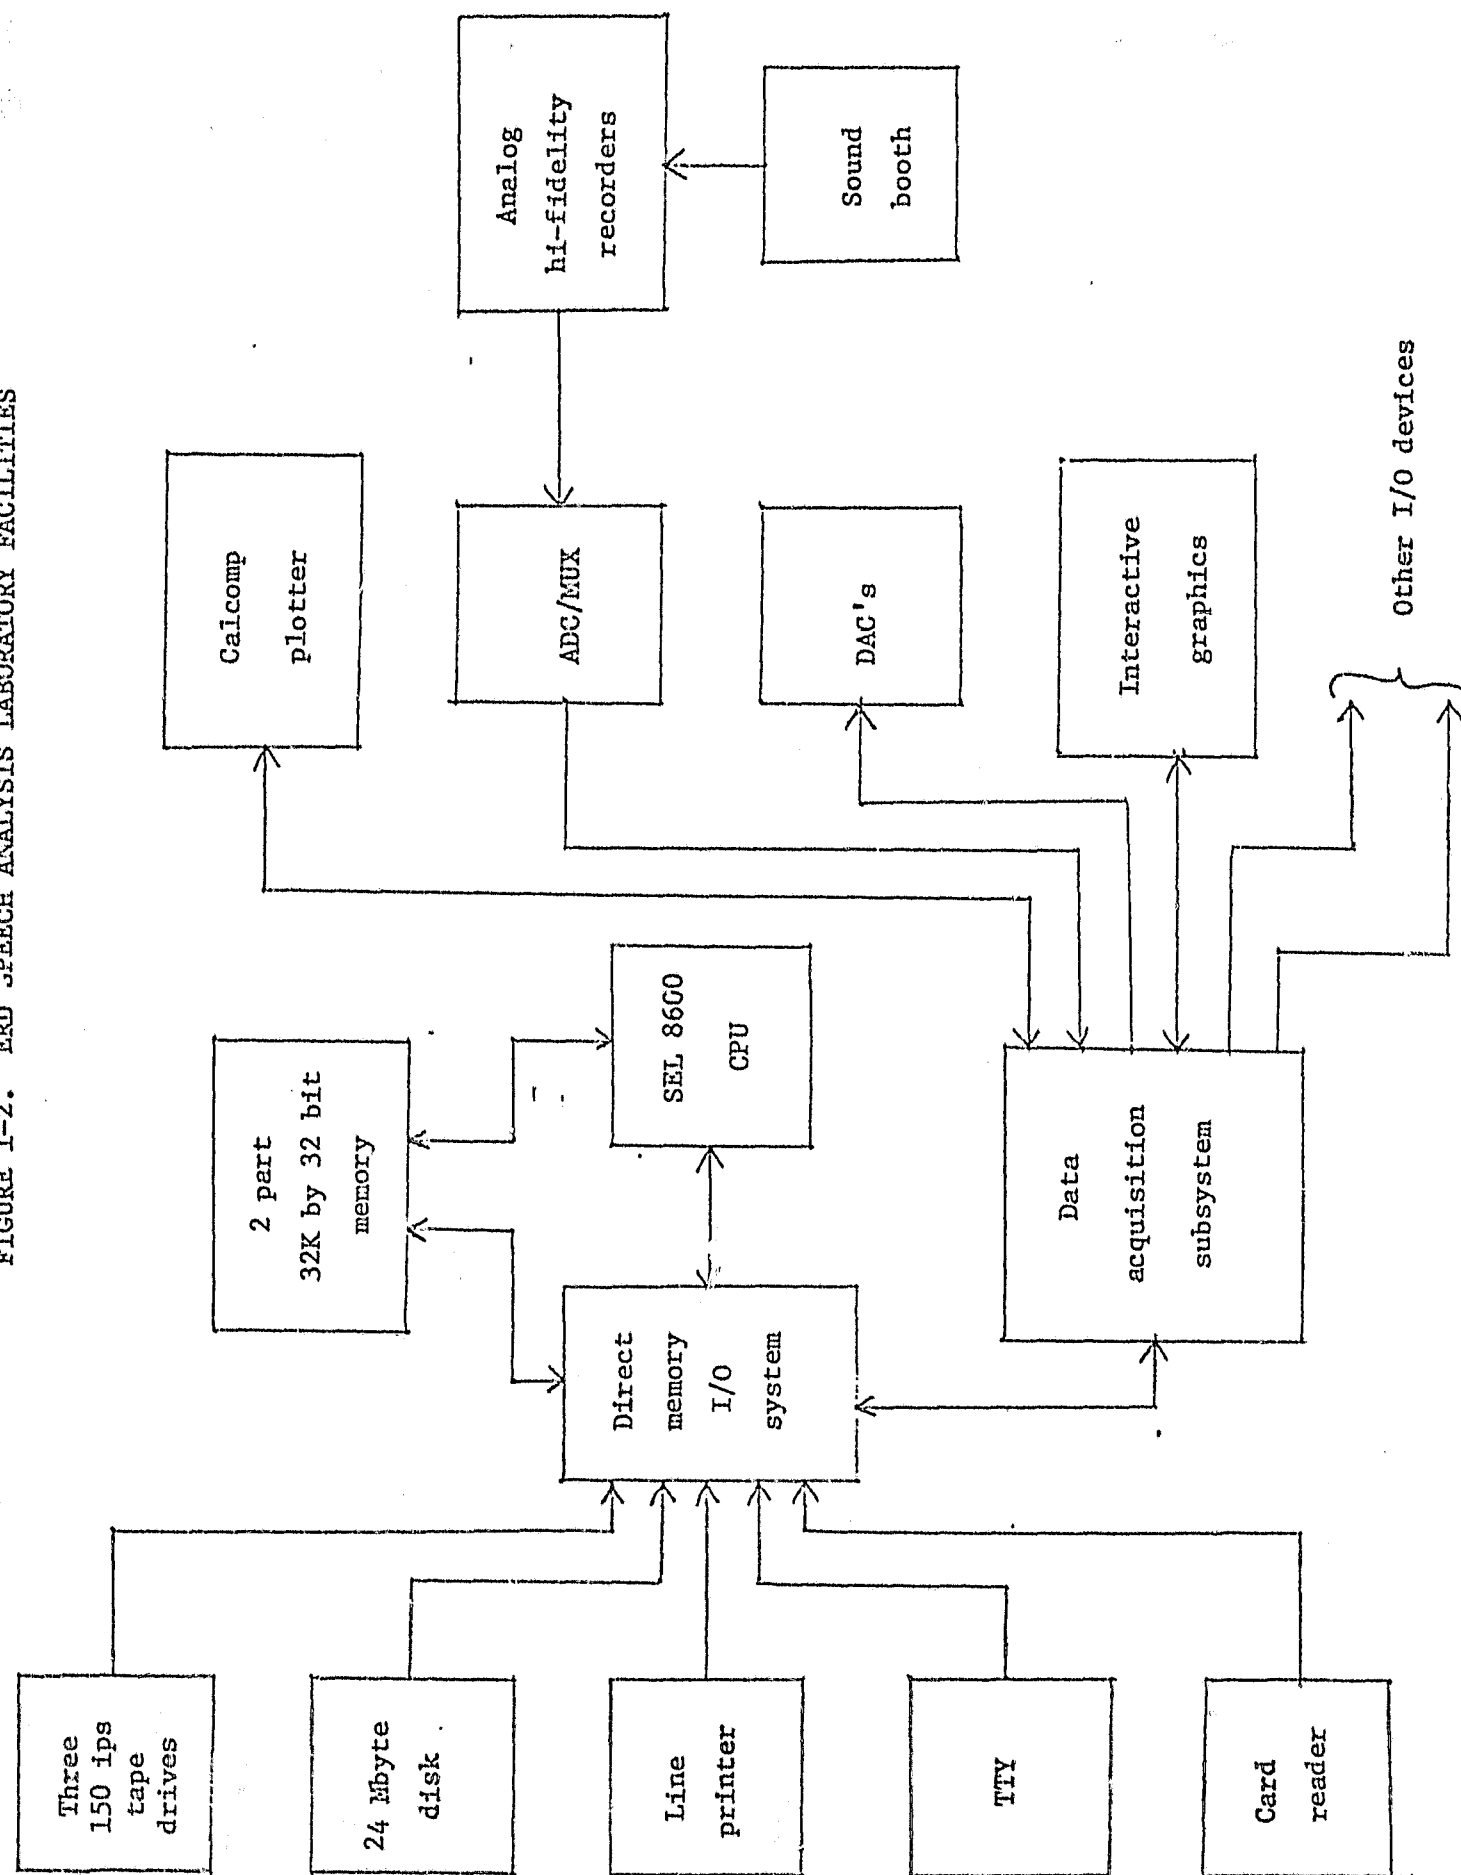 FIGURE 1-2. ERD SPEECH ANALYSIS LABORATORY FACILITIES
Three
150 ips
tape
drives
24 Mbyte
disk
Line
printer
TTY
Card
reader
2 part
32K by 32 bit
memory
Direct
memory
I/O
system
SEL 8600
CPU
Data
acquisition
subsystem
Calcomp
plotter
ADC/MUX
DAC's
Interactive
graphics
Other I/O devices
Analog
hi-fidelity
recorders
Sound
booth